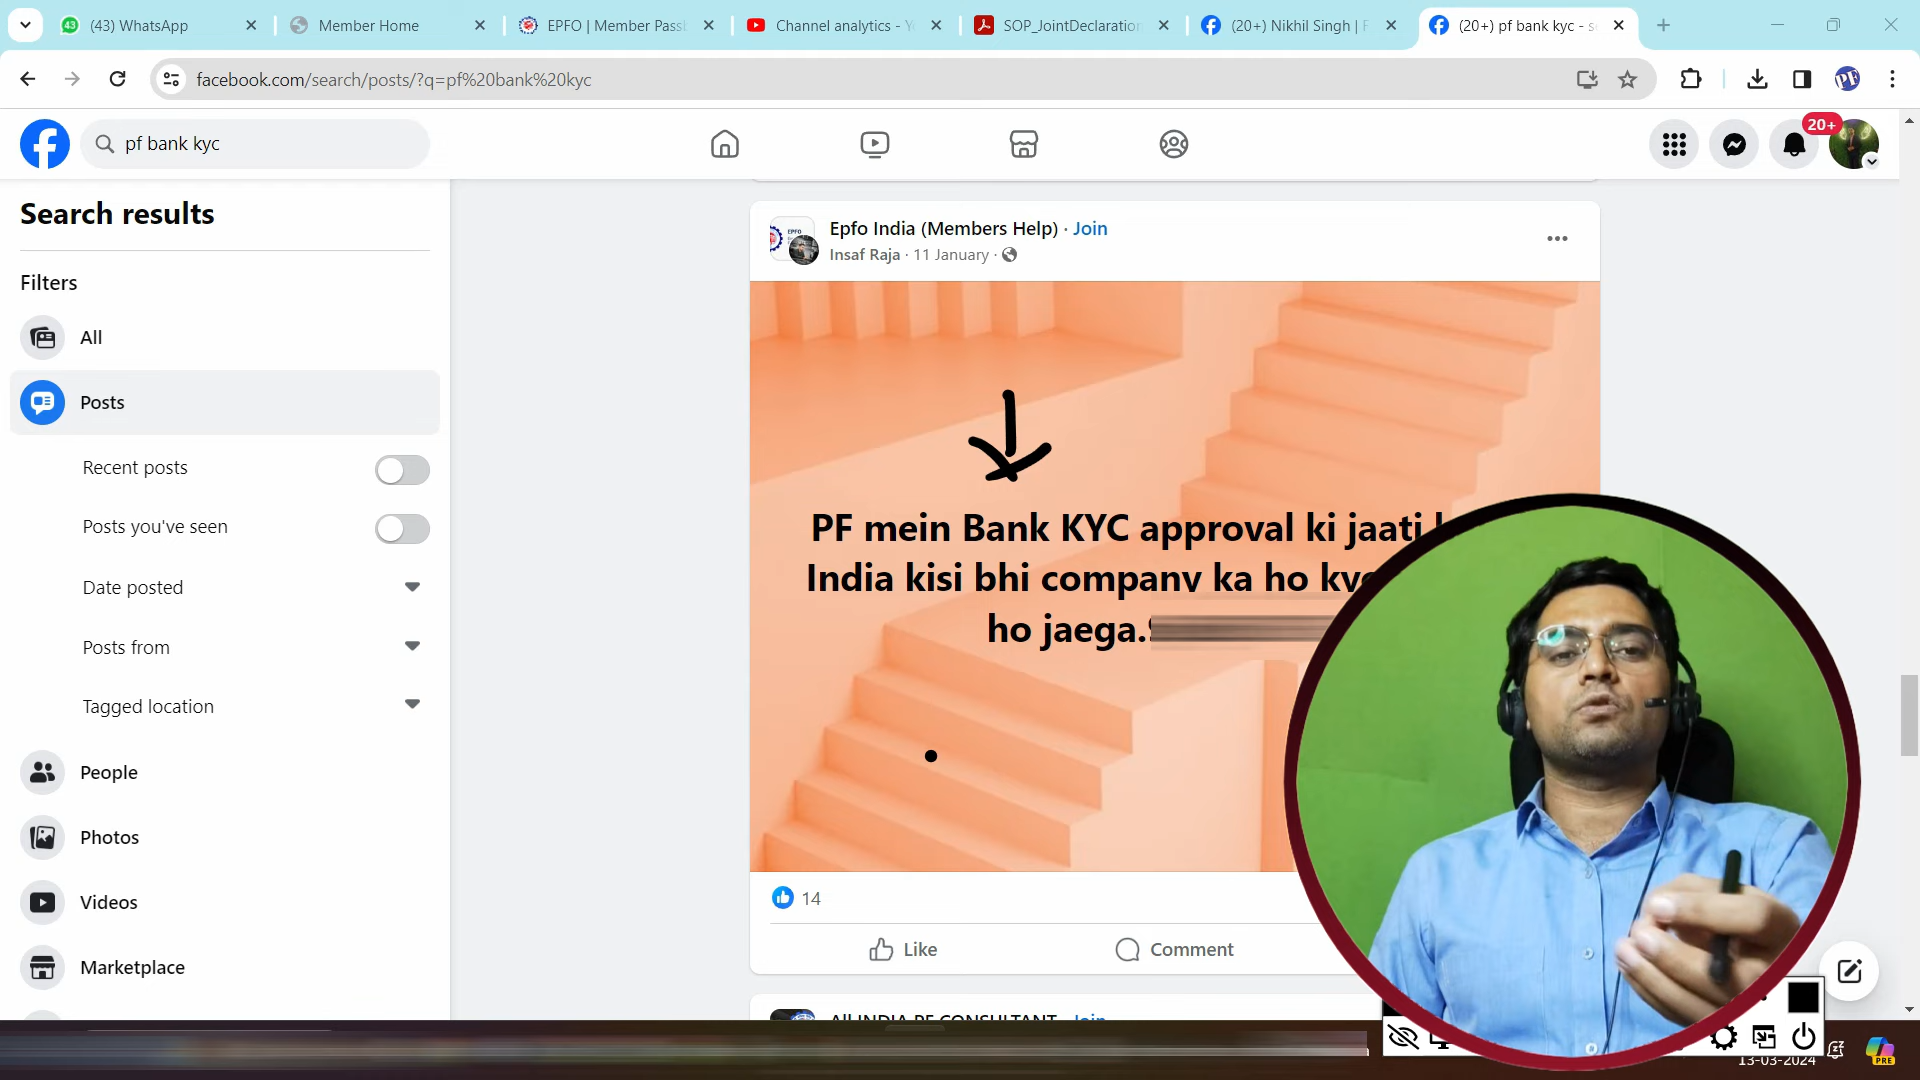 43
(43) WhatsApp
Member Home
EPFO | Member Passb
Channel analytics - Y
SOP_JointDeclaration
(20+) Nikhil Singh | F
(20+) pf bank kyc - s
facebook.com/search/posts/?q=pf%20bank%20kyc
PF
pf bank kyc
20+
Search results
Filters
All
Posts
Recent posts
Posts you've seen
Date posted
Posts from
Tagged location
People
Photos
Videos
Marketplace
Epfo India (Members Help) · Join
Insaf Raja · 11 January ·
PF mein Bank KYC approval ki jaati
India kisi bhi company ka ho
ho jaega.
14
Like
Comment
All INDIA PF CONSULTANT · Join
13-03-2024
PRE